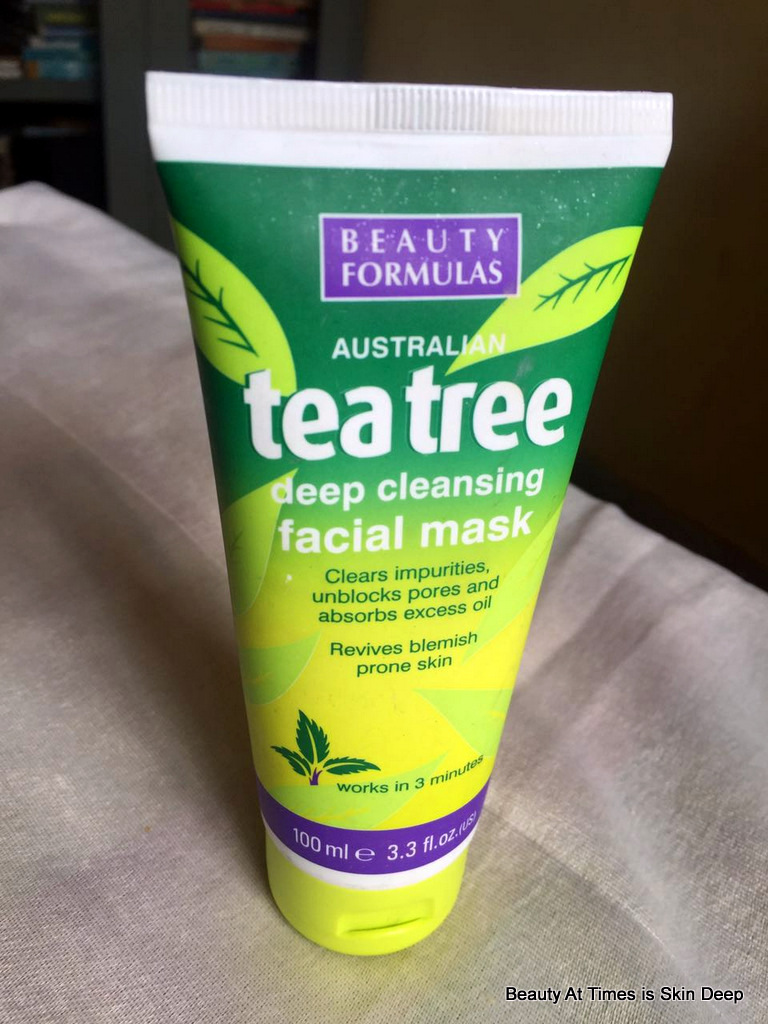 BEAUTY
FORMULAS
AUSTRALIAN
tea tree
deep cleansing
facial mask
Clears impurities,
unblocks pores and
absorbs excess oil
Revives blemish
prone skin
works in 3 minutes
100 ml e 3.3 fl.oz.(US)
Beauty At Times is Skin Deep